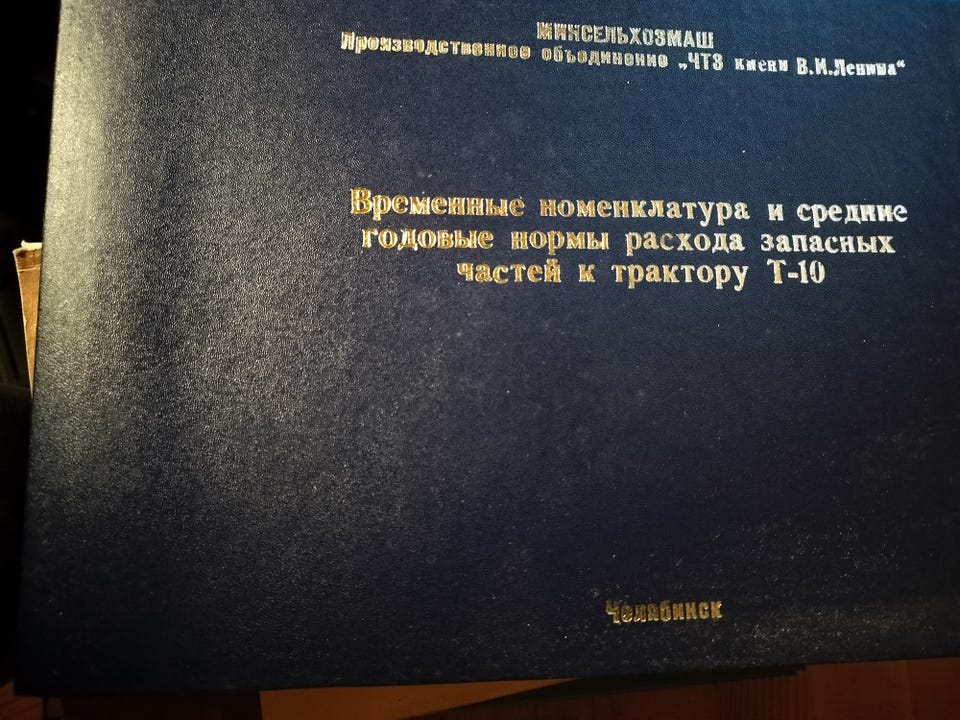 МИНСЕЛЬХОЗМАШ
Производственное объединение „ЧТЗ имени В.И.Ленина“
Временные номенклатура и средние
годовые нормы расхода запасных
частей к трактору Т-10
Челябинск